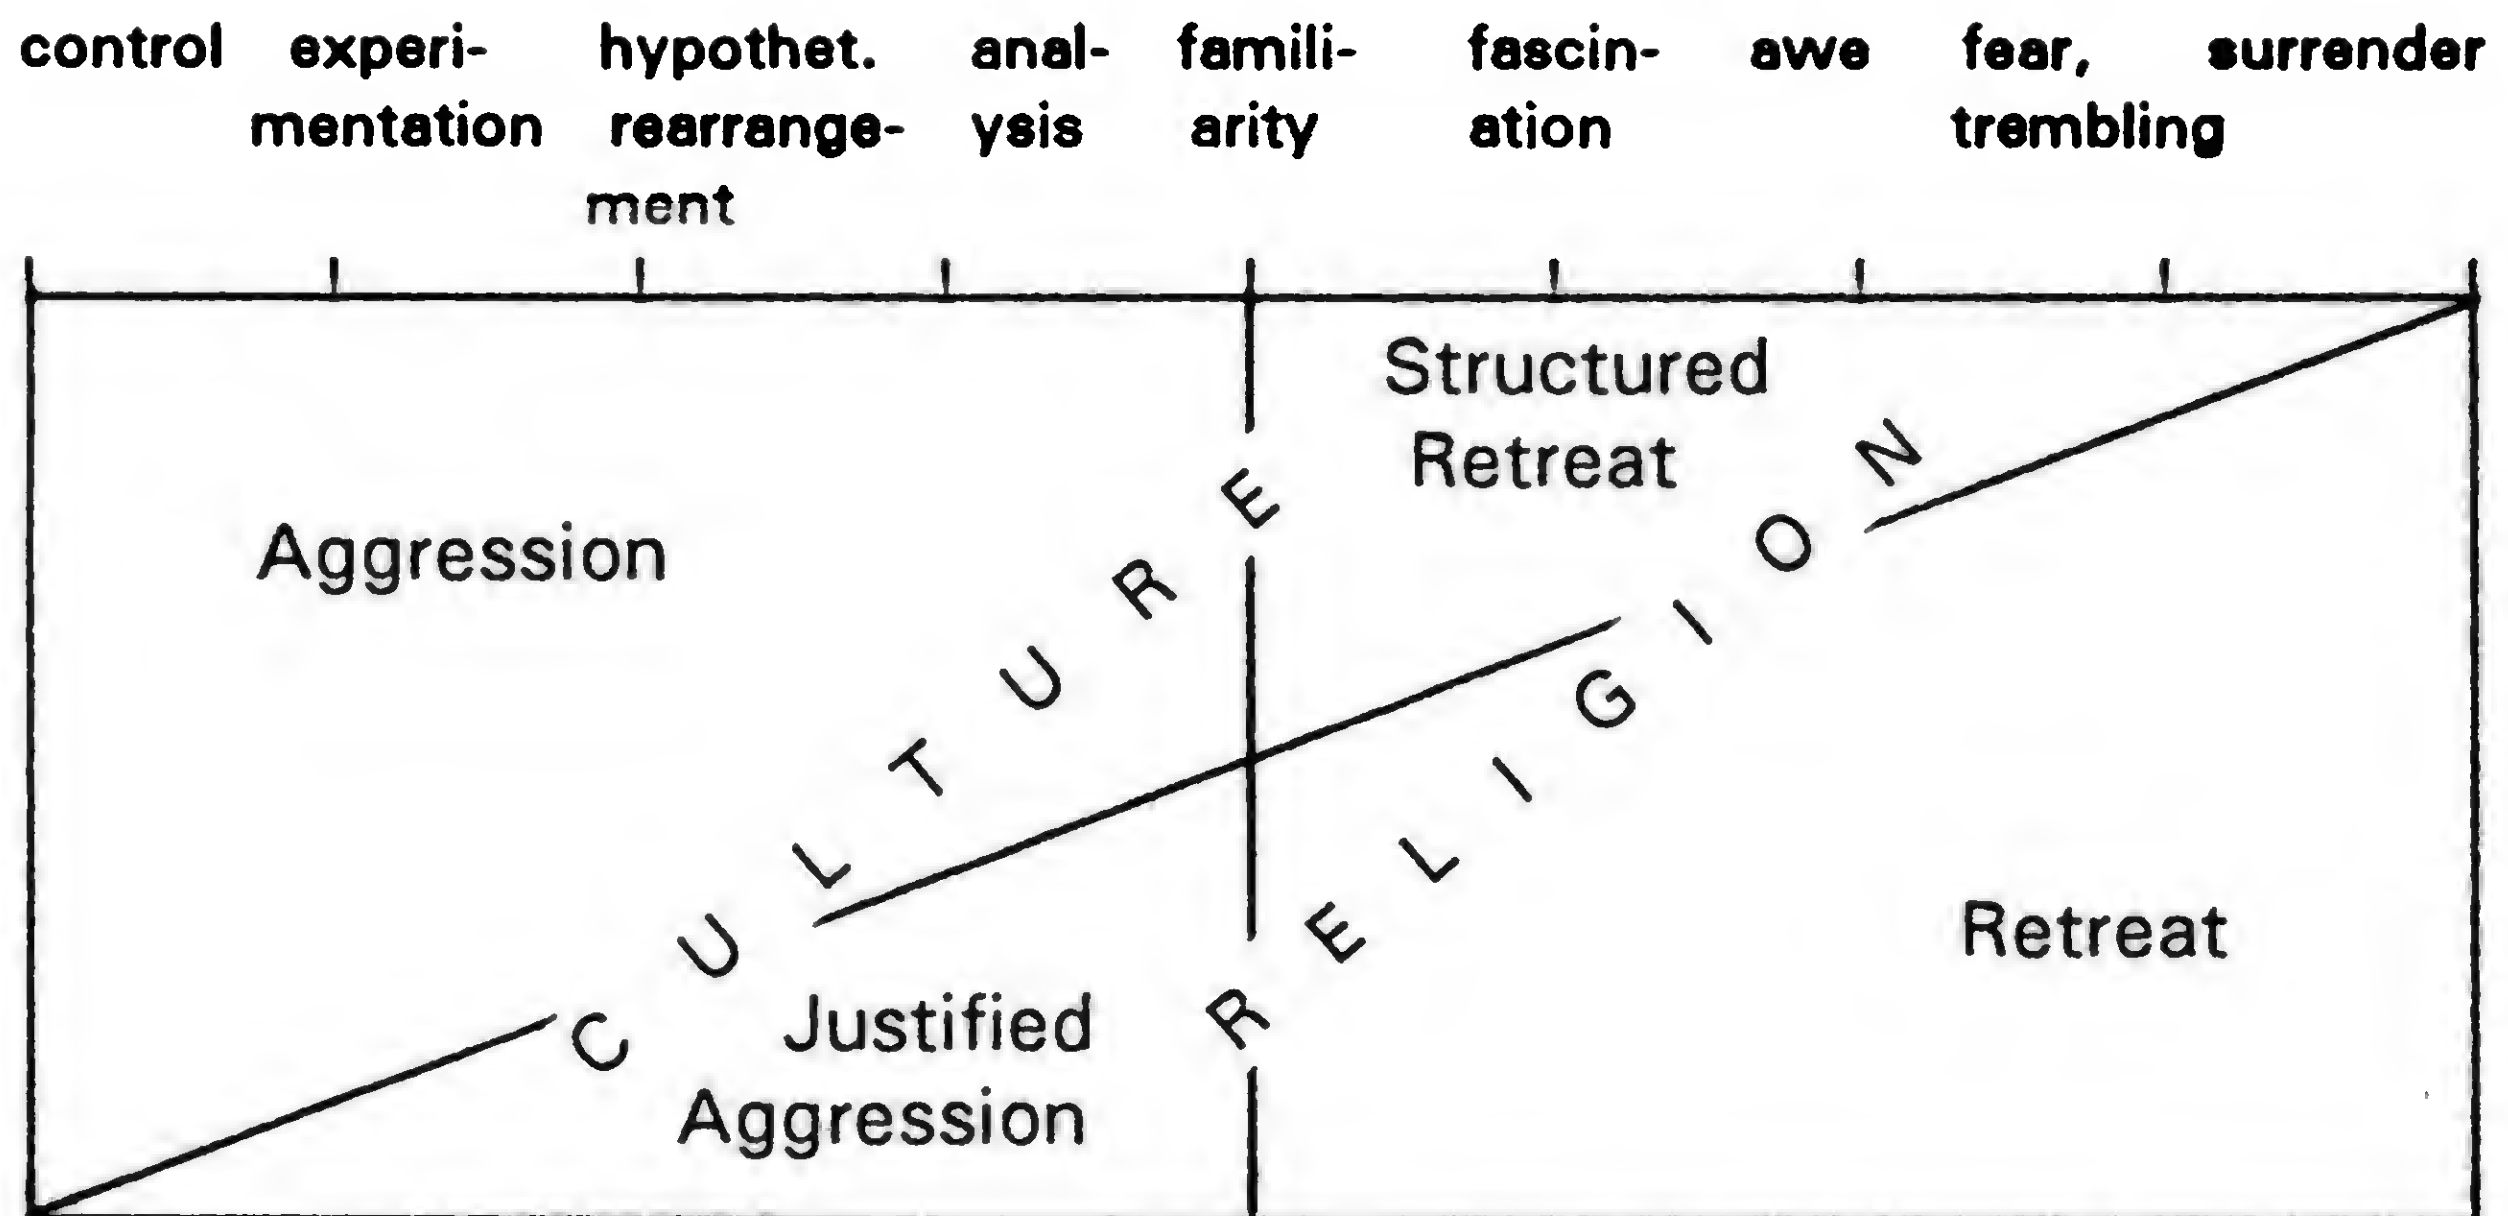 control experi- hypothet. anal- famili- fascin- awe fear, surrender
mentation rearrange- ysis arity ation trembling
ment
Structured
Retreat
Aggression
CULTURE
RELIGION
Retreat
Justified
Aggression